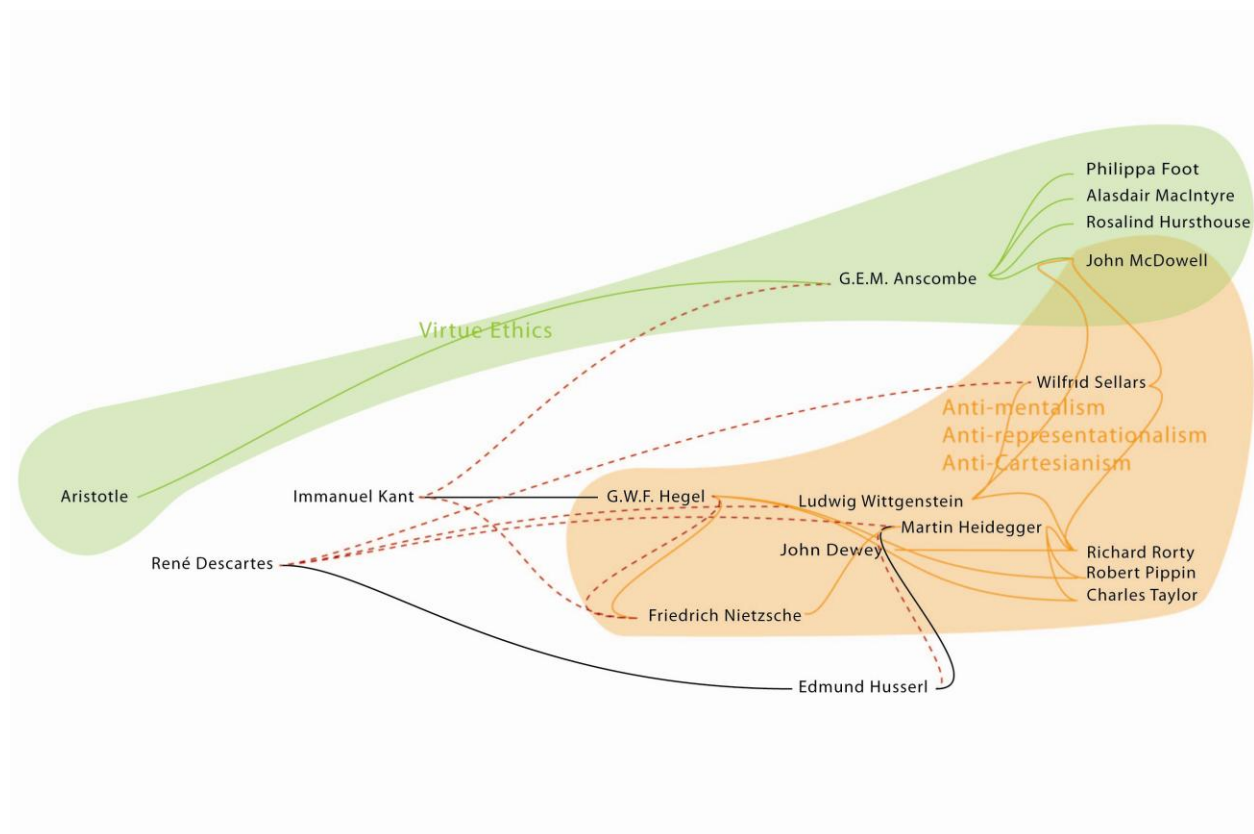 Philippa Foot
Alasdair MacIntyre
Rosalind Hursthouse
John McDowell
G.E.M. Anscombe
Virtue Ethics
Wilfrid Sellars
Anti-mentalism
Anti-representationalism
Anti-Cartesianism
Aristotle
Immanuel Kant
G.W.F. Hegel
Ludwig Wittgenstein
Martin Heidegger
John Dewey
Richard Rorty
René Descartes
Robert Pippin
Charles Taylor
Friedrich Nietzsche
Edmund Husserl